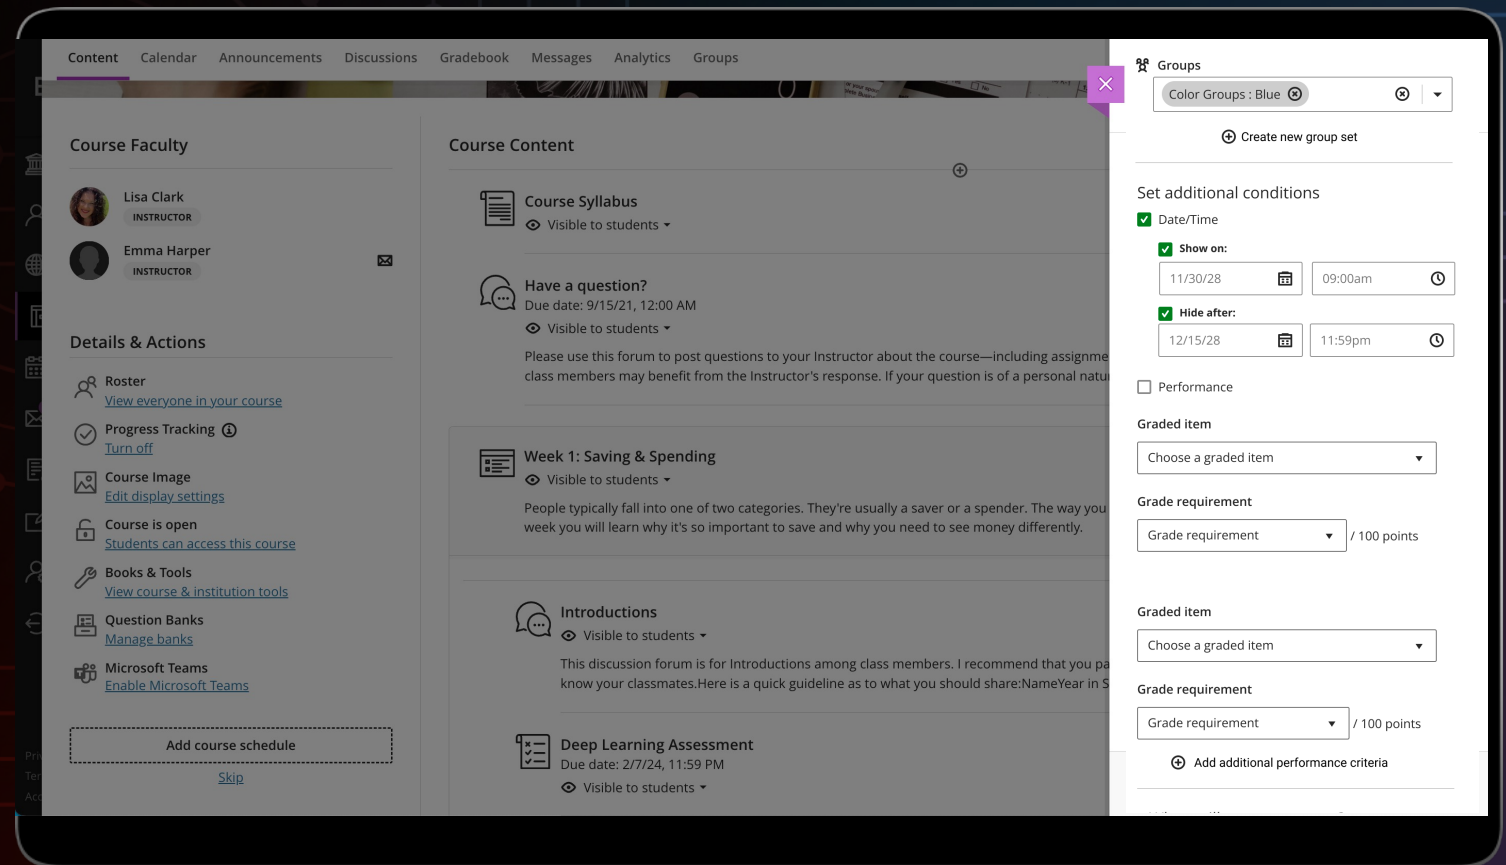 Content Calendar Announcements Discussions Gradebook Messages Analytics Groups
Course Faculty
Lisa Clark
INSTRUCTOR
Emma Harper
INSTRUCTOR
Details & Actions
Roster
View everyone in your course
Progress Tracking
Turn off
Course Image
Edit display settings
Course is open
Students can access this course
Books & Tools
View course & institution tools
Question Banks
Manage banks
Microsoft Teams
Enable Microsoft Teams
Add course schedule
Skip
Course Content
Course Syllabus
Visible to students
Have a question?
Due date: 9/15/21, 12:00 AM
Visible to students
Please use this forum to post questions to your Instructor about the course—including
class members may benefit from the Instructor's response. If your question is of a personal
Week 1: Saving & Spending
Visible to students
People typically fall into one of two categories. They're usually a saver or a spender. The way you
week you will learn why it's so important to save and why you need to see money differently.
Introductions
Visible to students
This discussion forum is for Introductions among class members. I recommend that you
know your classmates.Here is a quick guideline as to what you should share:NameYear in
Deep Learning Assessment
Due date: 2/7/24, 11:59 PM
Visible to students
Groups
Color Groups : Blue
Create new group set
Set additional conditions
Date/Time
Show on:
11/30/28 09:00am
Hide after:
12/15/28 11:59pm
Performance
Graded item
Choose a graded item
Grade requirement
Grade requirement / 100 points
Graded item
Choose a graded item
Grade requirement
Grade requirement / 100 points
Add additional performance criteria